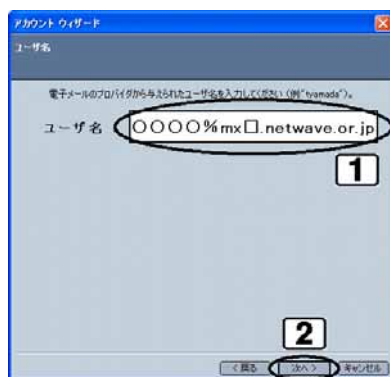 アカウント ウィザード
ユーザ名
電子メールのプロバイダから与えられたユーザ名を入力してください (例"tyamada")。
ユーザ名 〇〇〇〇%mx□.netwave.or.jp
1
2
< 戻る 次へ > キャンセル